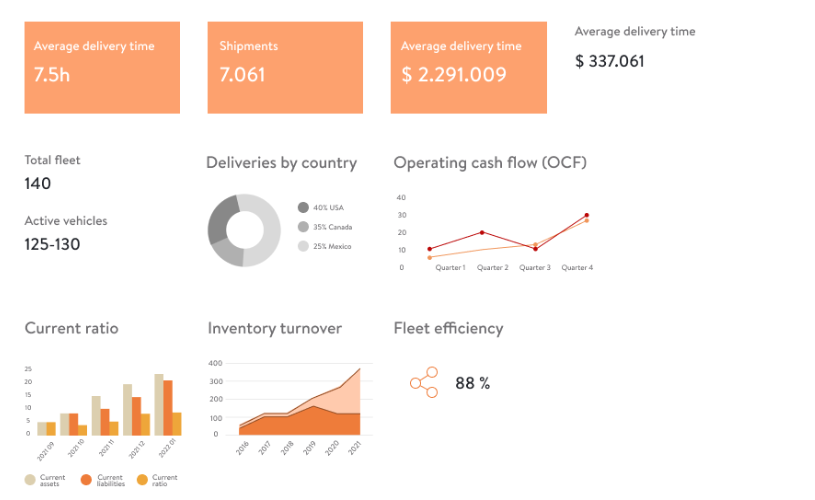 Average delivery time
7.5h
Shipments
7.061
Average delivery time
$ 2.291.009
Average delivery time
$ 337.061
Total fleet
140
Active vehicles
125-130
Deliveries by country
40% USA
35% Canada
25% Mexico
Operating cash flow (OCF)
40
30
20
10
0
Quarter 1
Quarter 2
Quarter 3
Quarter 4
Current ratio
25
20
15
10
5
0
2021 09
2021 10
2021 11
2021 12
2022 01
Current
assets
Current
liabilities
Current
ratio
Inventory turnover
400
300
200
100
0
2016
2017
2018
2019
2020
2021
Fleet efficiency
88 %